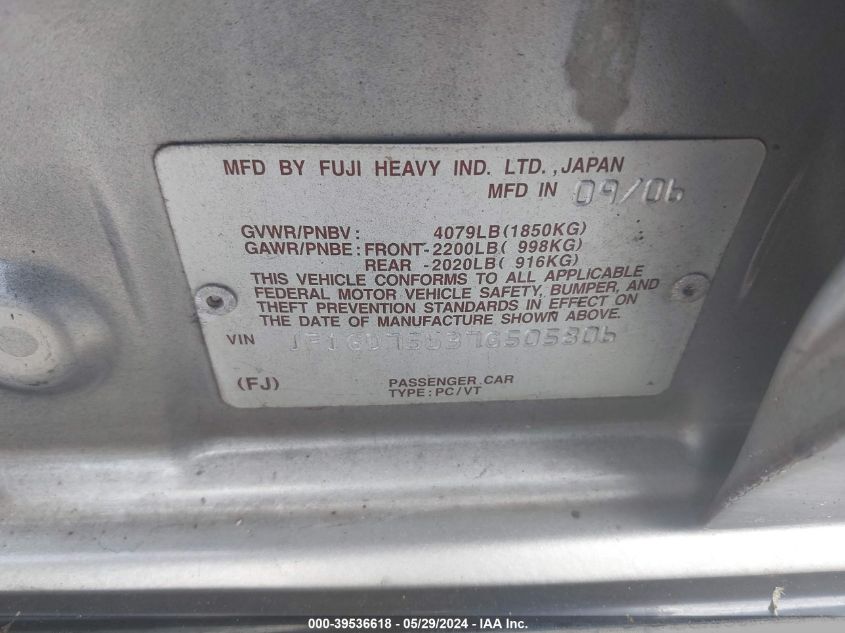 MFD BY FUJI HEAVY IND. LTD.,JAPAN
MFD IN 09/06
GVWR/PNBV: 4079LB(1850KG)
GAWR/PNBE: FRONT-2200LB( 998KG)
REAR -2020LB( 916KG)
THIS VEHICLE CONFORMS TO ALL APPLICABLE
FEDERAL MOTOR VEHICLE SAFETY, BUMPER, AND
THEFT PREVENTION STANDARDS IN EFFECT ON
THE DATE OF MANUFACTURE SHOWN ABOVE.
VIN JF1GD75637G505806
(FJ) PASSENGER CAR
TYPE: PC/VT
000-39536618 - 05/29/2024 - IAA Inc.